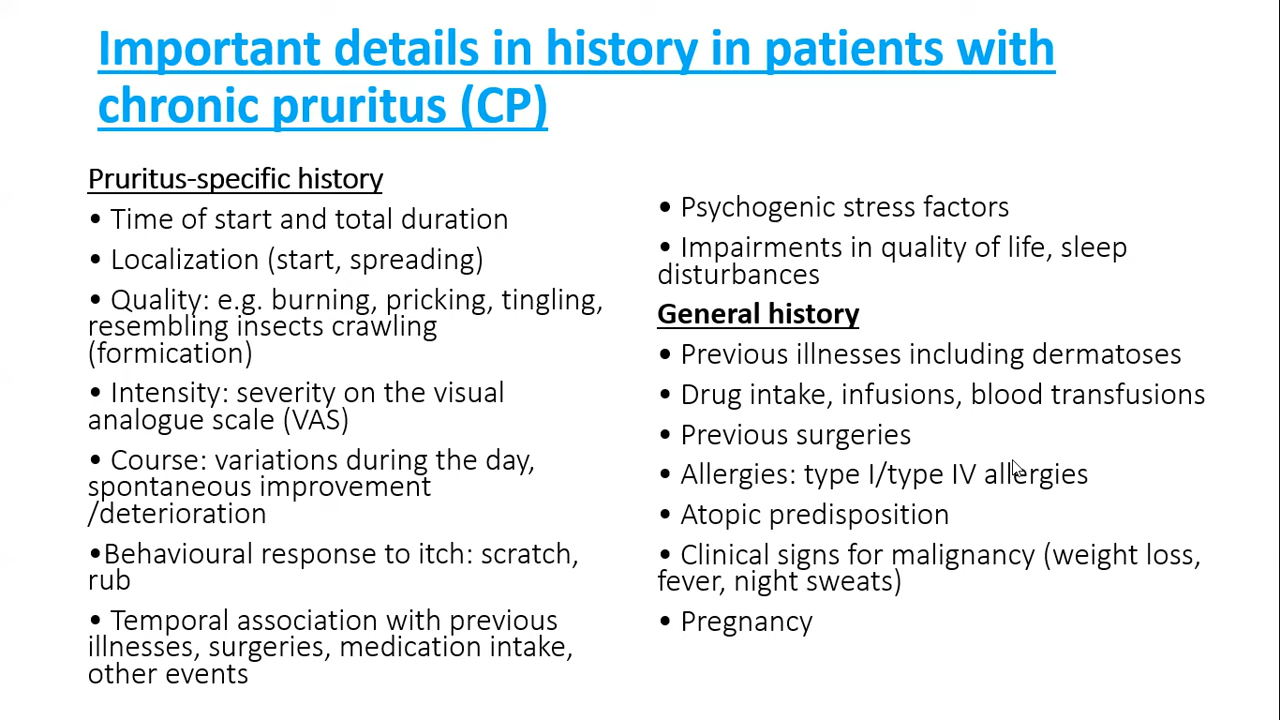 Important details in history in patients with
chronic pruritus (CP)
Pruritus-specific history
• Time of start and total duration
• Localization (start, spreading)
• Quality: e.g. burning, pricking, tingling,
resembling insects crawling
(formication)
• Intensity: severity on the visual
analogue scale (VAS)
• Course: variations during the day,
spontaneous improvement
/deterioration
•Behavioural response to itch: scratch,
rub
• Temporal association with previous
illnesses, surgeries, medication intake,
other events
• Psychogenic stress factors
• Impairments in quality of life, sleep
disturbances
General history
• Previous illnesses including dermatoses
• Drug intake, infusions, blood transfusions
• Previous surgeries
• Allergies: type I/type IV allergies
• Atopic predisposition
• Clinical signs for malignancy (weight loss,
fever, night sweats)
• Pregnancy